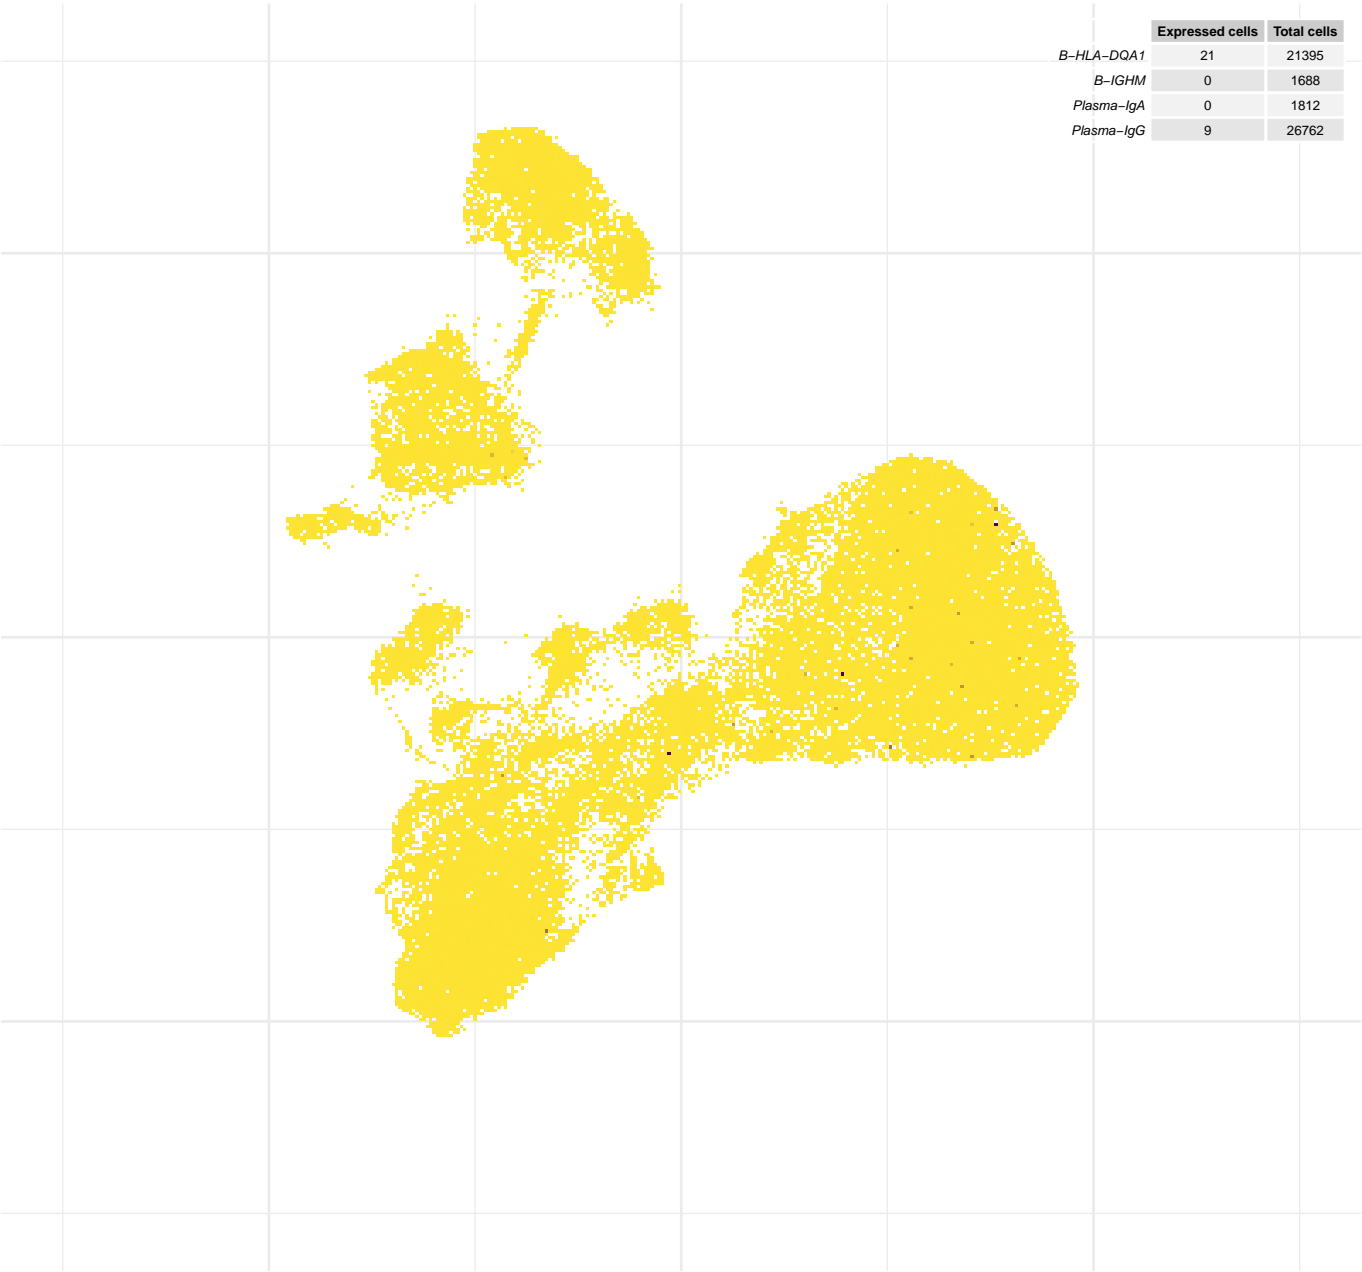 Expressed cells Total cells
B−HLA−DQA1 21 21395
B−IGHM 0 1688
Plasma−IgA 0 1812
Plasma−IgG 9 26762